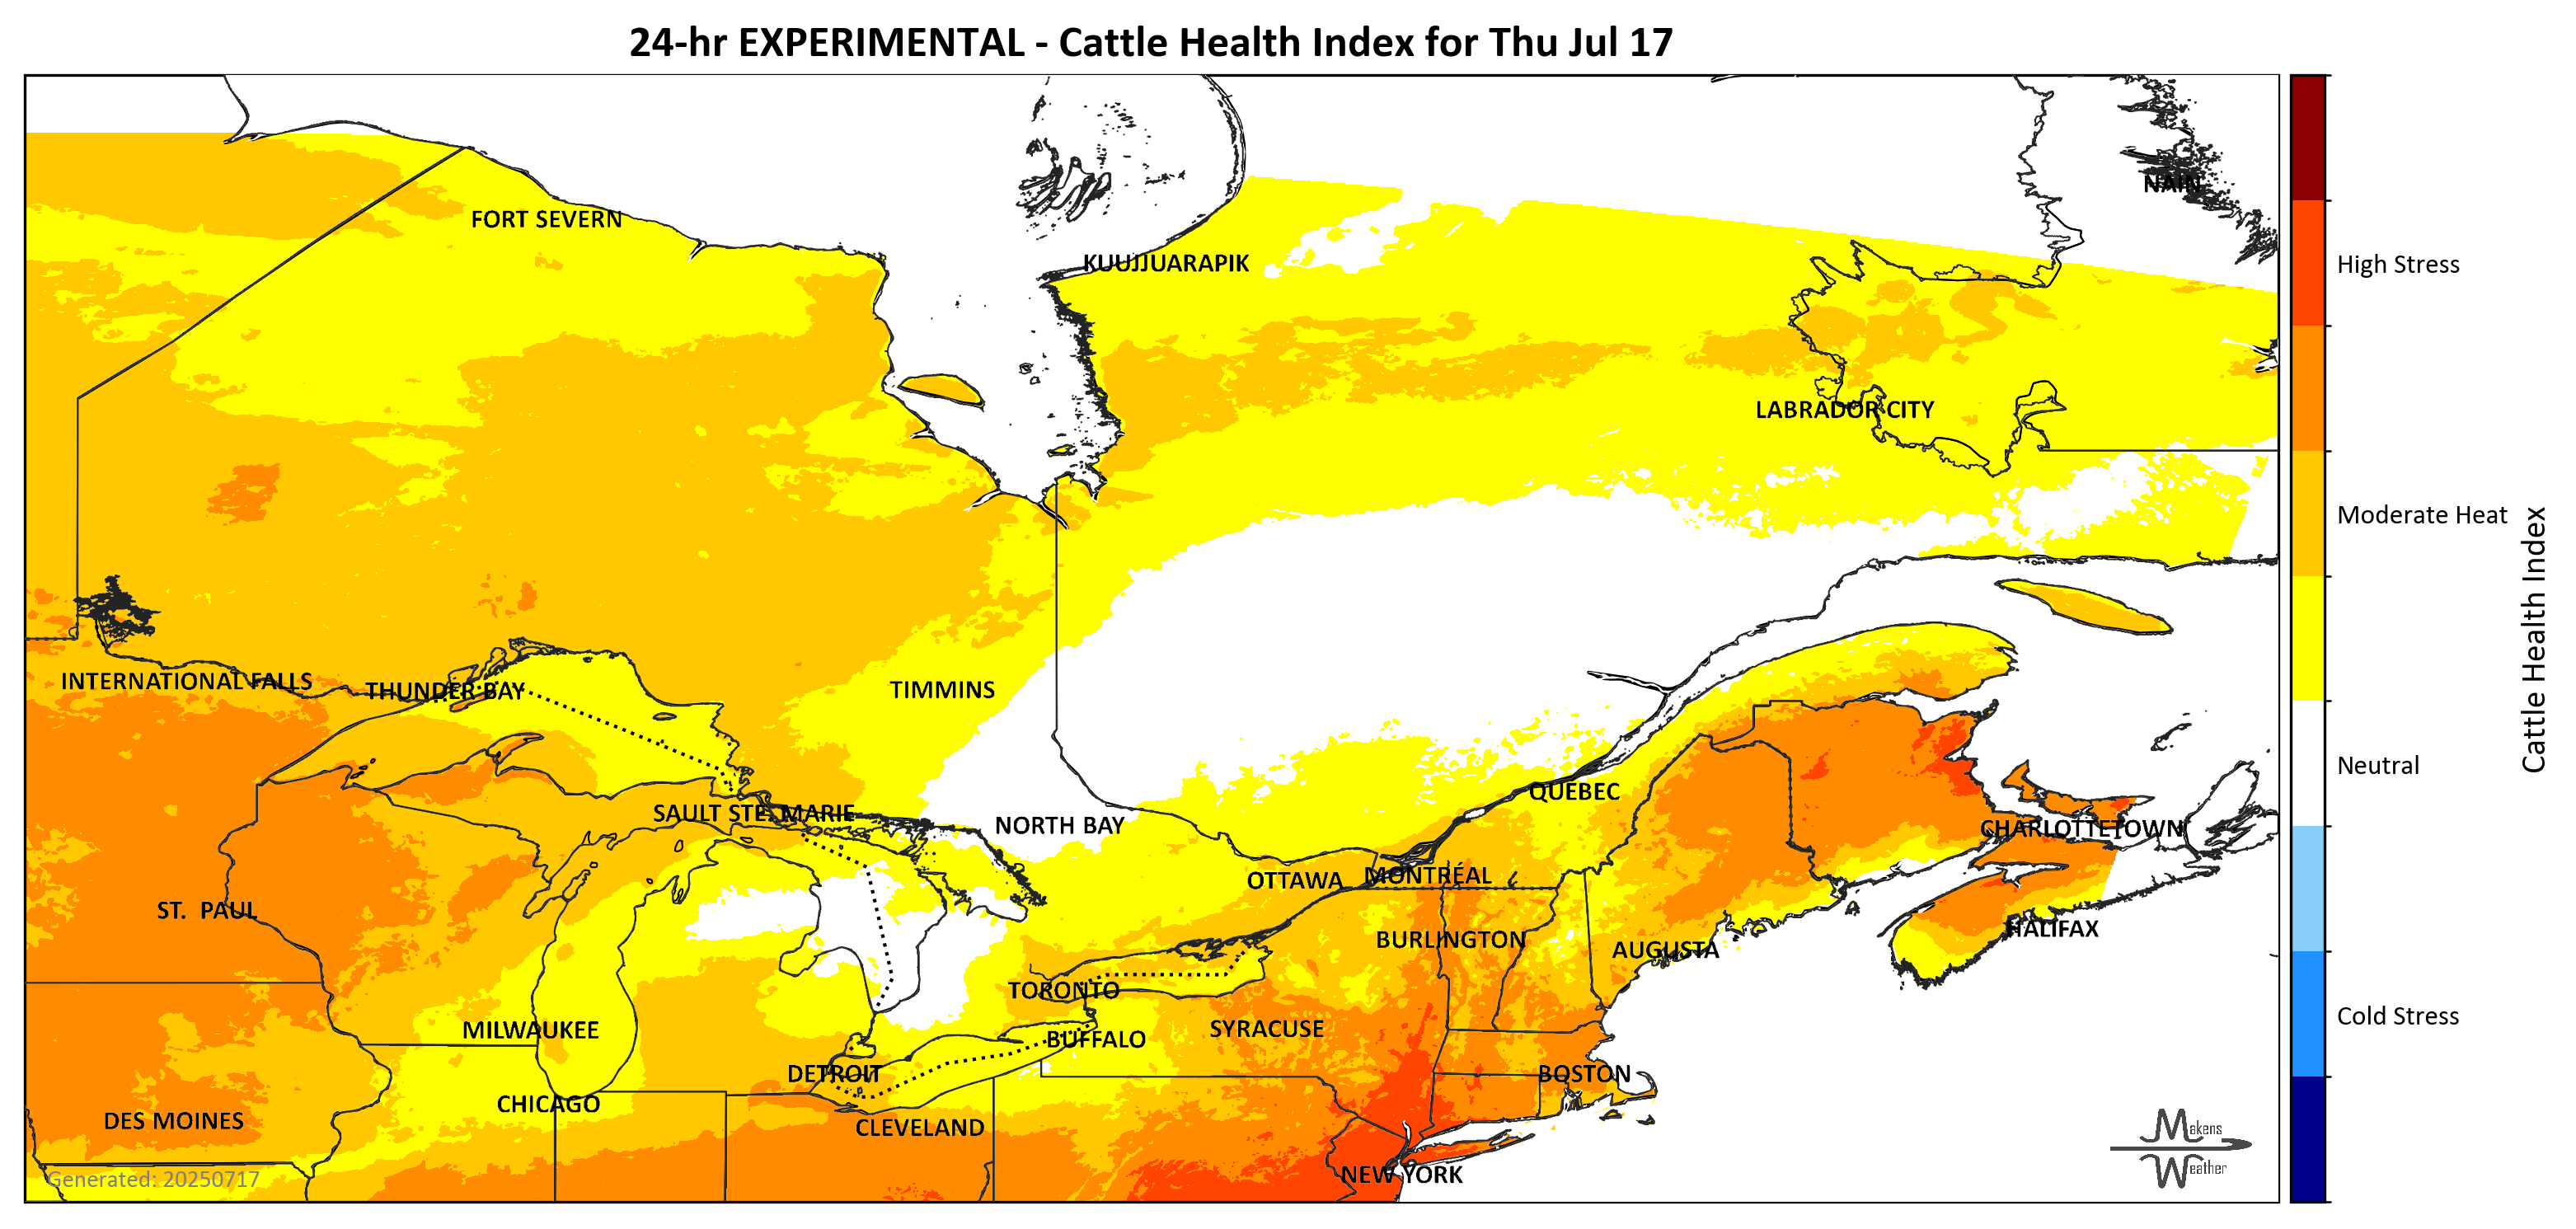 24-hr EXPERIMENTAL - Cattle Health Index for Thu Jul 17
NAIN
FORT SEVERN
KUUJJUARAPIK
High Stress
LABRADOR CITY
Moderate Heat
Cattle Health Index
INTERNATIONAL FALLS
THUNDER BAY
TIMMINS
Neutral
QUEBEC
SAULT STE. MARIE
NORTH BAY
CHARLOTTETOWN
OTTAWA
MONTRÉAL
ST. PAUL
HALIFAX
BURLINGTON
AUGUSTA
TORONTO
Cold Stress
MILWAUKEE
SYRACUSE
BUFFALO
DETROIT
BOSTON
CHICAGO
DES MOINES
CLEVELAND
Makens
Weather
NEW YORK
Generated: 20250717